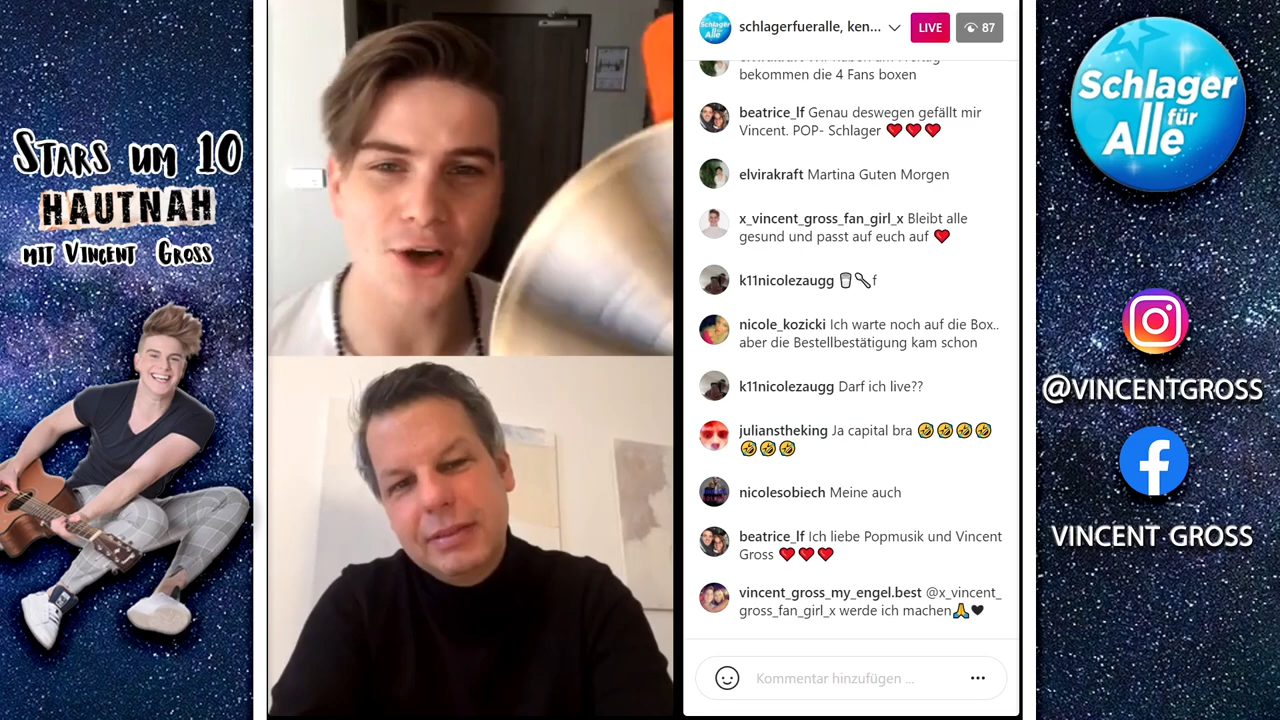 Stars um 10
HAUTNAH
mit Vincent Gross
schlagerfueralle, ken...
LIVE
87
bekommen die 4 Fans boxen
beatrice_lf Genau deswegen gefällt mir
Vincent. POP- Schlager ❤️❤️❤️
elvirakraft Martina Guten Morgen
x_vincent_gross_fan_girl_x Bleibt alle
gesund und passt auf euch auf ❤️
k11nicolezaugg 🥛🥄f
nicole_kozicki Ich warte noch auf die Box..
aber die Bestellbestätigung kam schon
k11nicolezaugg Darf ich live??
julianstheking Ja capital bra 🤣🤣🤣🤣
🤣🤣🤣
nicolesobiech Meine auch
beatrice_lf Ich liebe Popmusik und Vincent
Gross ❤️❤️❤️
vincent_gross_my_engel.best @x_vincent_
gross_fan_girl_x werde ich machen🙏🖤
Kommentar hinzufügen ...
Schlager
für
Alle
@VINCENTGROSS
VINCENT GROSS